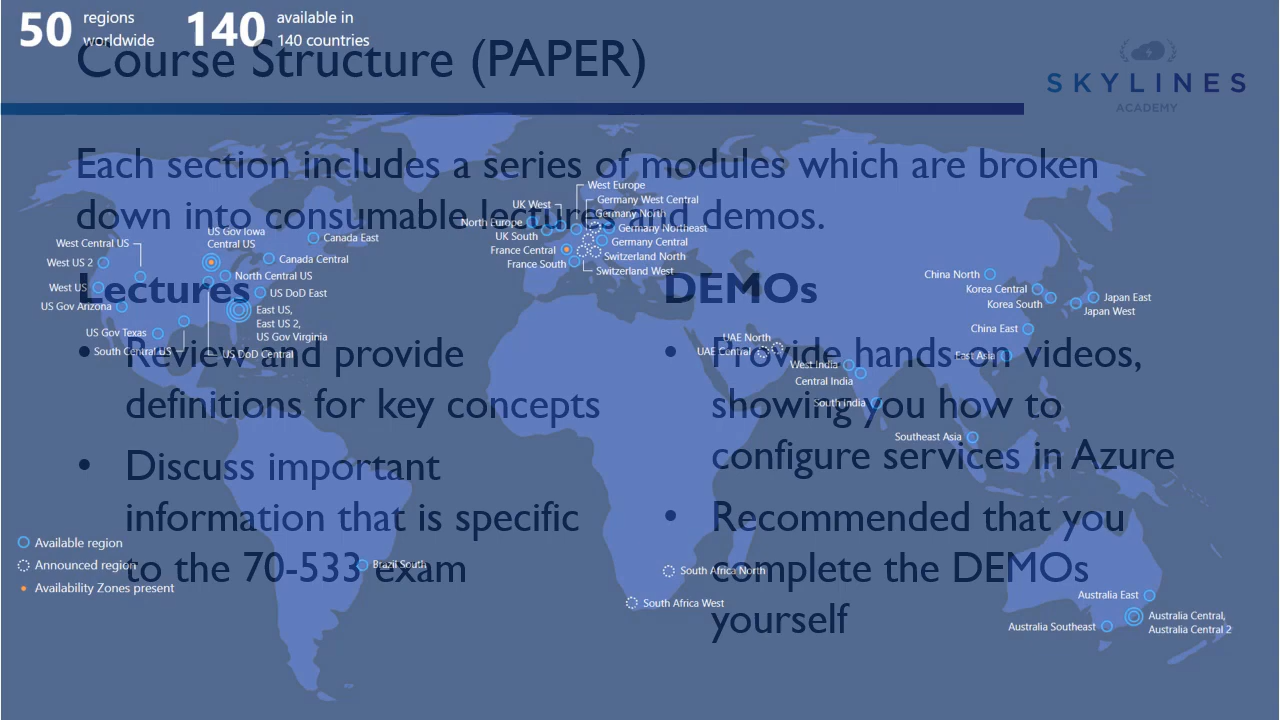 50 regions worldwide
140 available in 140 countries
Course Structure (PAPER)
SKYLINES
ACADEMY
Each section includes a series of modules which are broken
down into consumable lectures and demos.
Lectures
• Review and provide
definitions for key concepts
• Discuss important
information that is specific
to the 70-533 exam
DEMOs
• Provide hands-on videos,
showing you how to
configure services in Azure
• Recommended that you
complete the DEMOs
yourself
West Central US
US Gov Iowa
Central US
Canada East
West US 2
Canada Central
North Central US
West US
US DoD East
US Gov Arizona
East US,
East US 2,
US Gov Virginia
US Gov Texas
South Central US
US DoD Central
West Europe
Germany West Central
UK West
Germany North
North Europe
Germany Northeast
UK South
Germany Central
France Central
Switzerland North
France South
Switzerland West
China North
Korea Central
Korea South
Japan East
Japan West
China East
UAE North
UAE Central
East Asia
West India
Central India
South India
Southeast Asia
Available region
Announced region
Availability Zones present
Brazil South
South Africa North
South Africa West
Australia East
Australia Central,
Australia Central 2
Australia Southeast